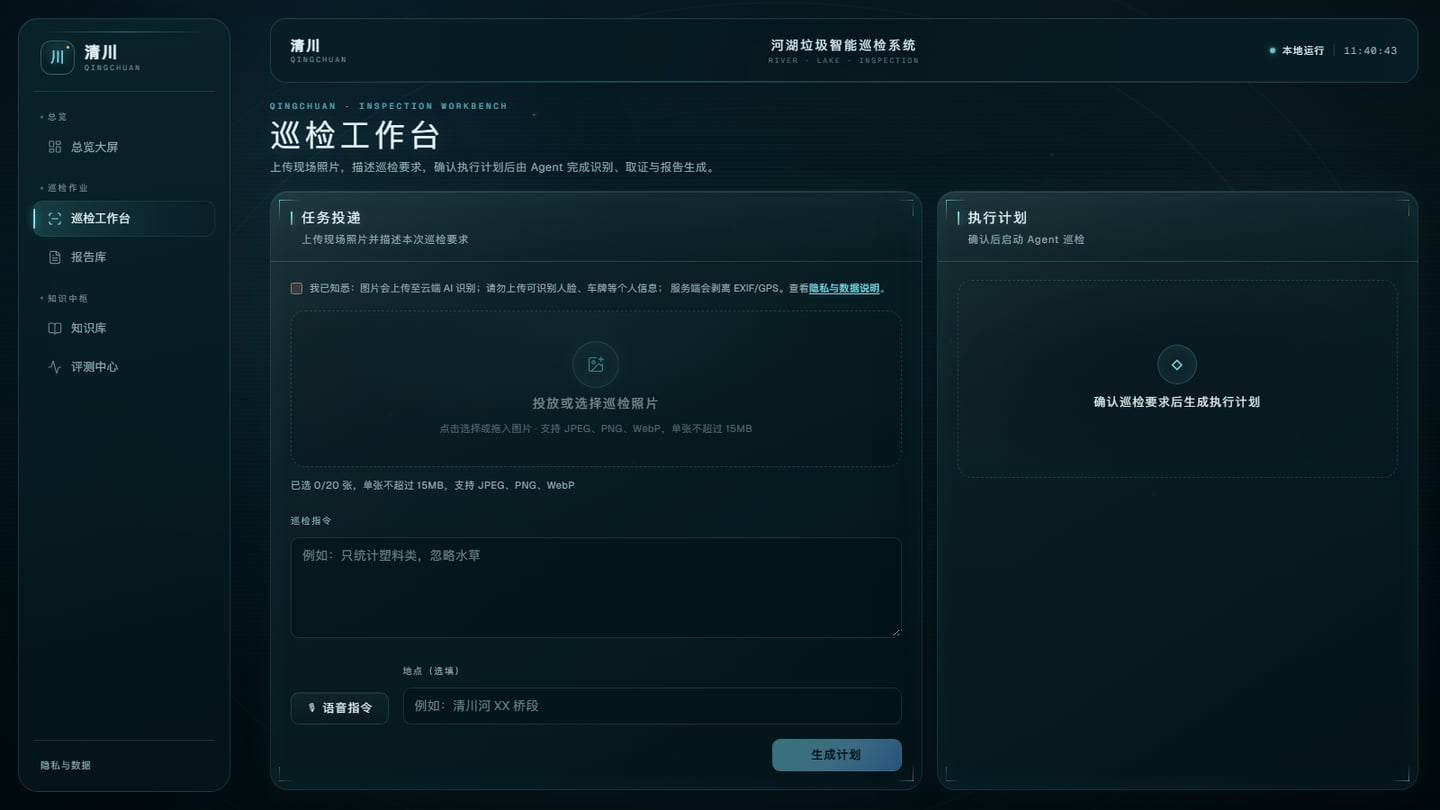 川
清川
QINGCHUAN
总览
总览大屏
巡检作业
巡检工作台
报告库
知识中枢
知识库
评测中心
隐私与数据
清川
QINGCHUAN
河湖垃圾智能巡检系统
RIVER · LAKE · INSPECTION
本地运行
11:40:43
QINGCHUAN · INSPECTION WORKBENCH
巡检工作台
上传现场照片，描述巡检要求，确认执行计划后由 Agent 完成识别、取证与报告生成。
任务投递
上传现场照片并描述本次巡检要求
我已知悉：图片会上传至云端 AI 识别；请勿上传可识别人脸、车牌等个人信息； 服务端会剥离 EXIF/GPS。查看隐私与数据说明。
投放或选择巡检照片
点击选择或拖入图片 · 支持 JPEG、PNG、WebP，单张不超过 15MB
已选 0/20 张，单张不超过 15MB，支持 JPEG、PNG、WebP
巡检指令
例如：只统计塑料类，忽略水草
地点（选填）
语音指令
例如：清川河 XX 桥段
生成计划
执行计划
确认后启动 Agent 巡检
确认巡检要求后生成执行计划